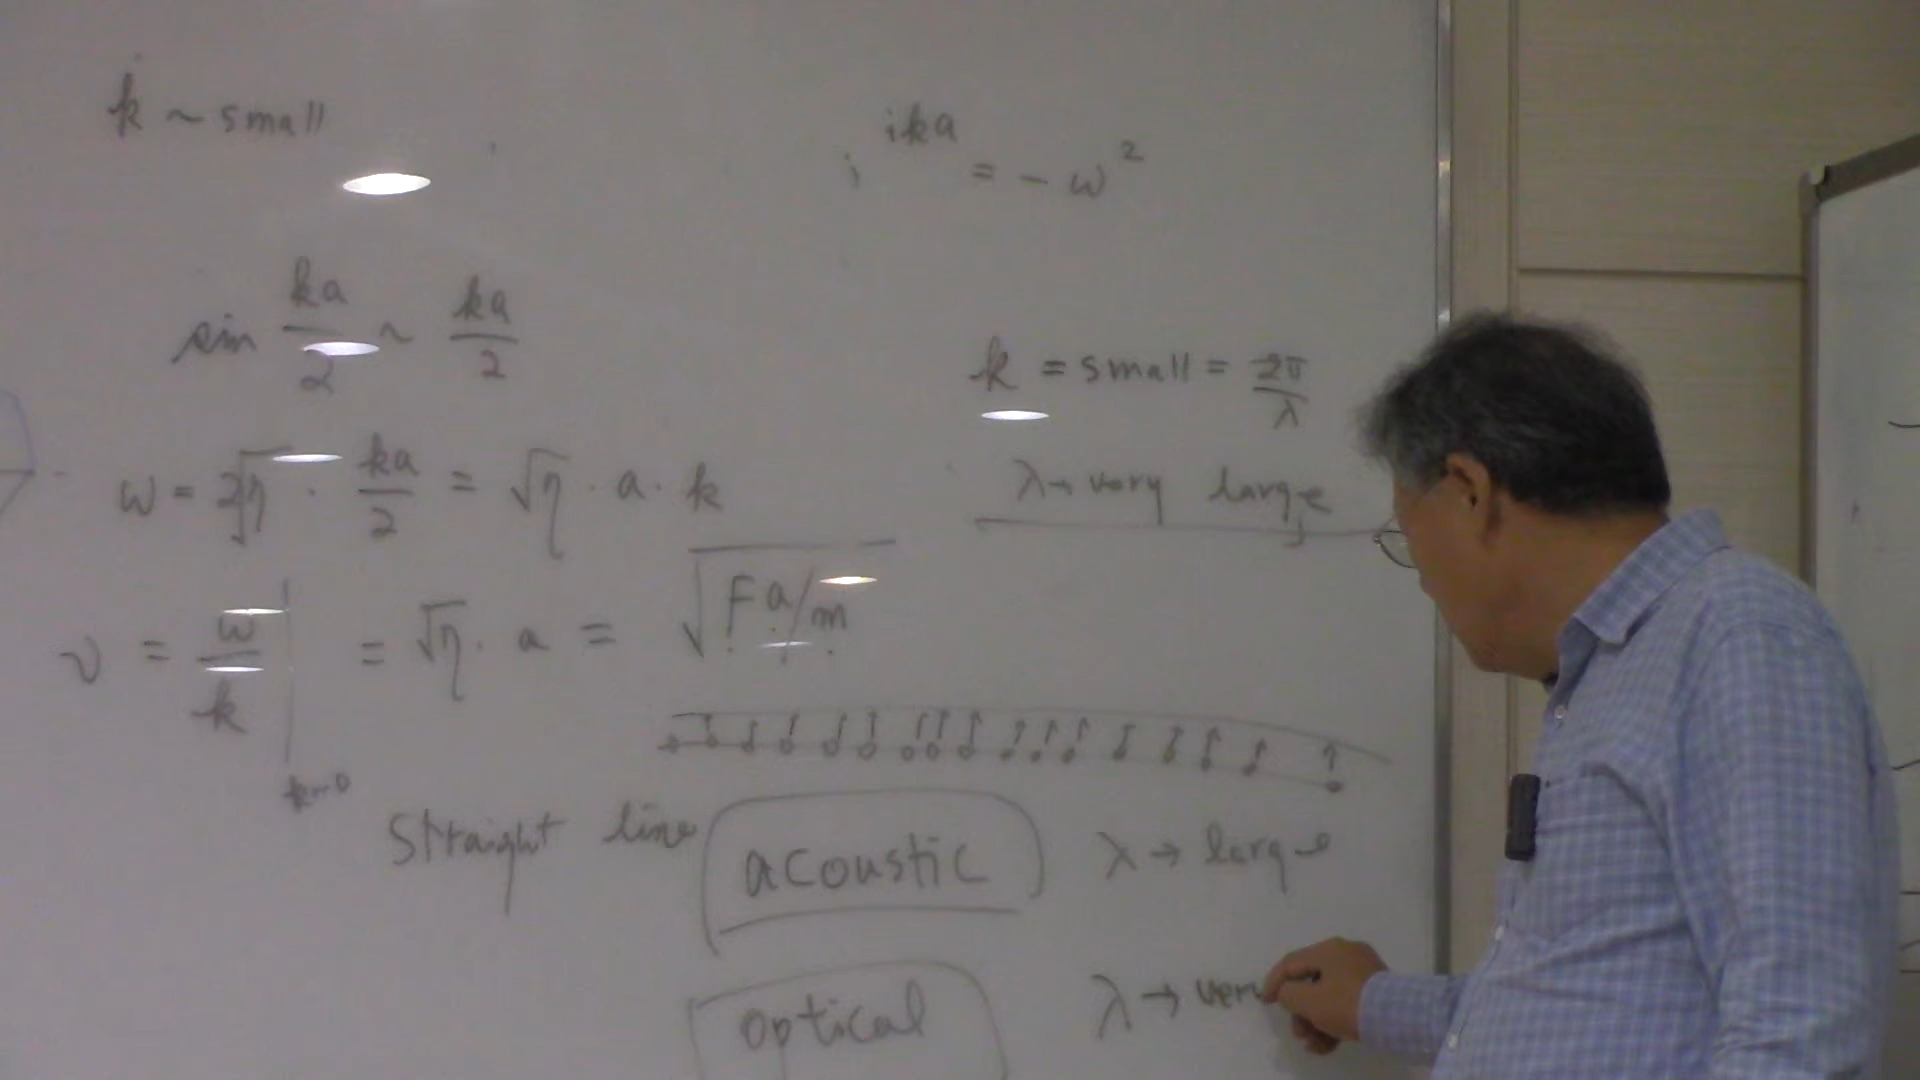 k ~ small
i ika = - ω²
sin ka/2 ~ ka/2
k = small = 2π/λ
λ → very large
ω = 2√η · ka/2 = √η · a · k
v = ω/k |k→0 = √η · a = √Fa/m
straight line
acoustic λ → large
optical λ → very